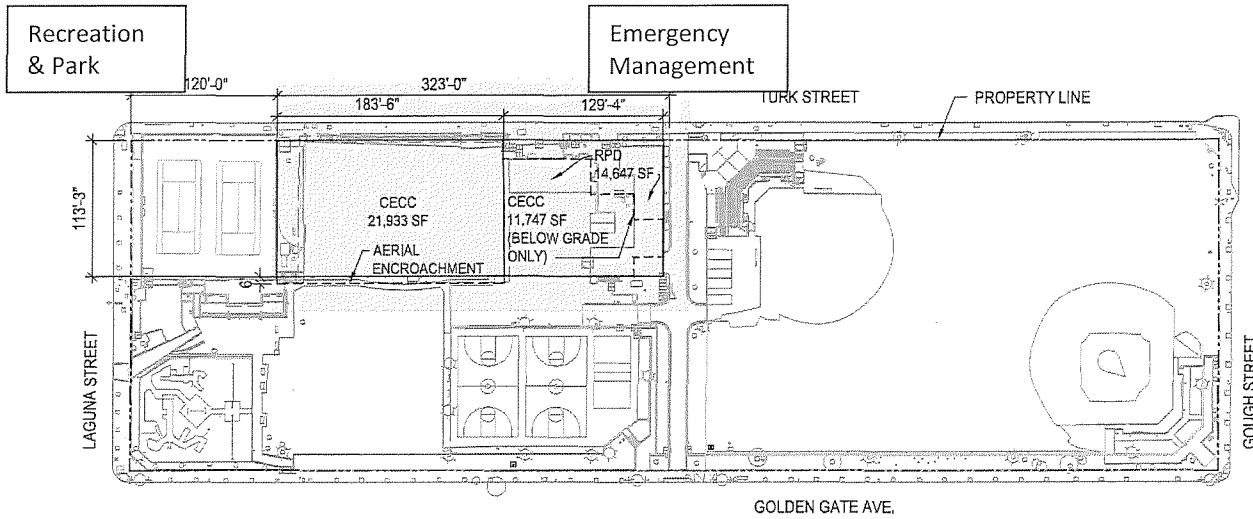 Recreation
& Park
Emergency
Management
120'-0"
323'-0"
183'-6"
129'-4"
TURK STREET
PROPERTY LINE
113'-3"
RPD
14,647 SF
CECC
21,933 SF
CECC
11,747 SF
(BELOW GRADE
ONLY)
AERIAL
ENCROACHMENT
6'
LAGUNA STREET
GOUGH STREET
GOLDEN GATE AVE.